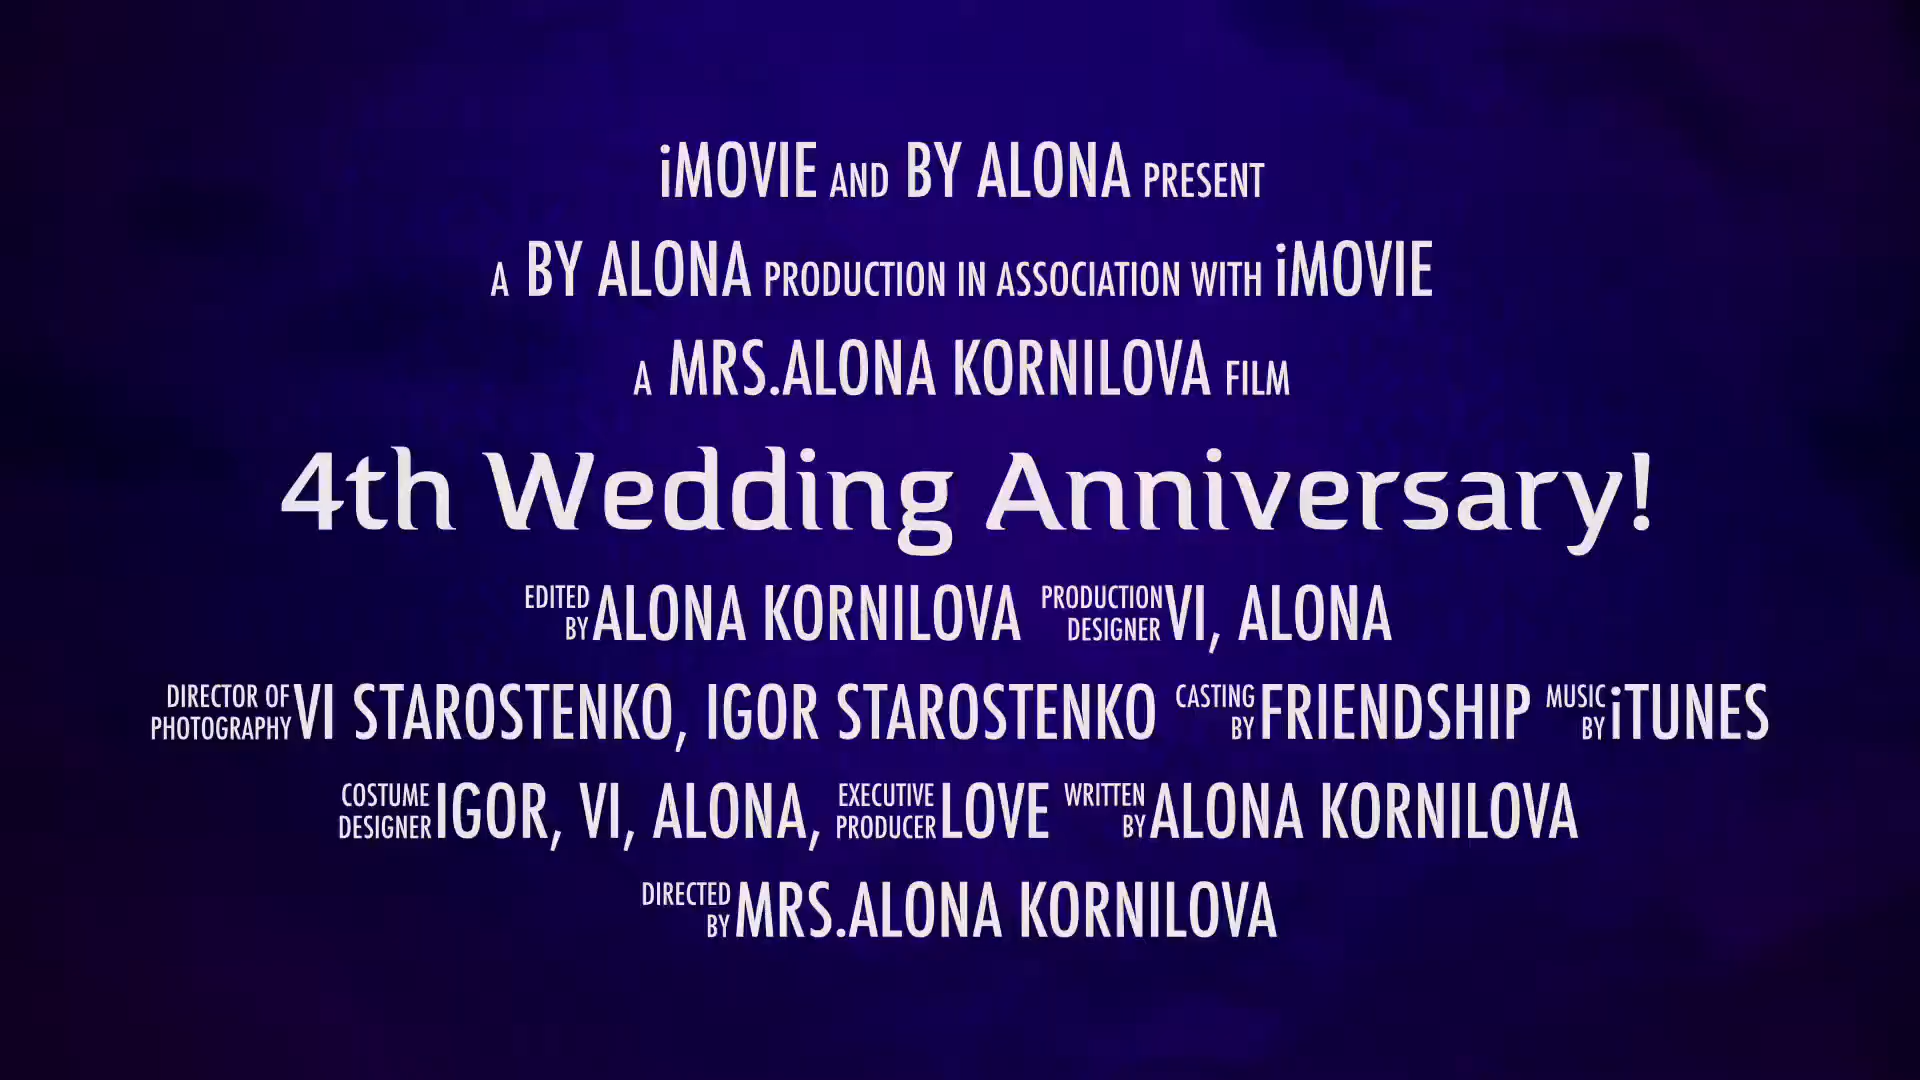 iMOVIE AND BY ALONA PRESENT
A BY ALONA PRODUCTION IN ASSOCIATION WITH iMOVIE
A MRS.ALONA KORNILOVA FILM
4th Wedding Anniversary!
EDITED BY ALONA KORNILOVA PRODUCTION DESIGNER VI, ALONA
DIRECTOR OF PHOTOGRAPHY VI STAROSTENKO, IGOR STAROSTENKO CASTING BY FRIENDSHIP MUSIC BY iTUNES
COSTUME DESIGNER IGOR, VI, ALONA, EXECUTIVE PRODUCER LOVE WRITTEN BY ALONA KORNILOVA
DIRECTED BY MRS.ALONA KORNILOVA